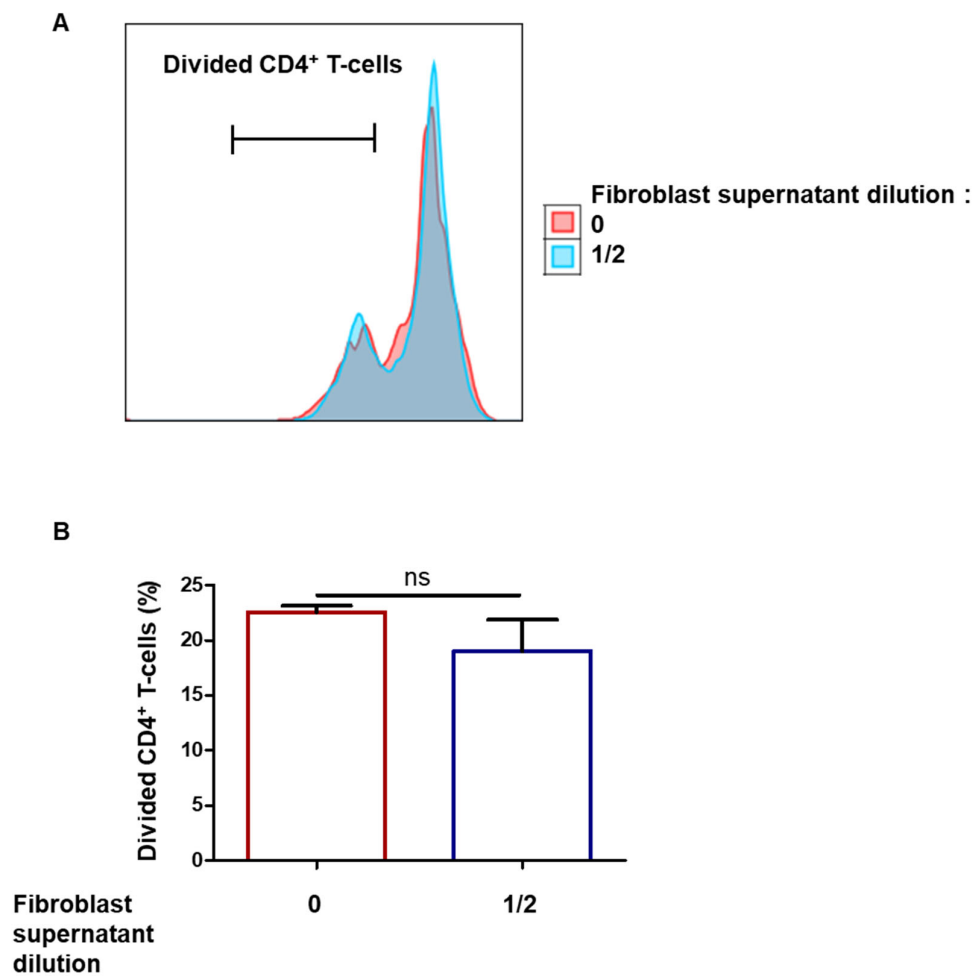 A
Divided CD4⁺ T-cells
Fibroblast supernatant dilution :
0
1/2
B
ns
Divided CD4⁺ T-cells (%)
25
20
15
10
5
0
Fibroblast
supernatant
dilution
0
1/2